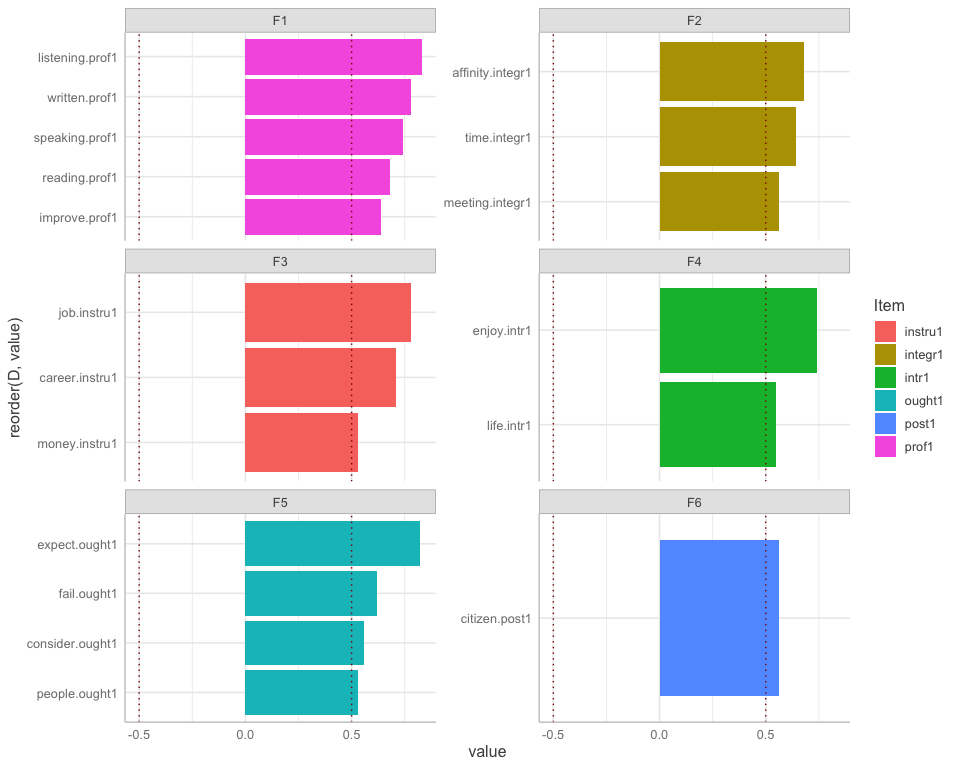 F1
listening.prof1
written.prof1
speaking.prof1
reading.prof1
improve.prof1
F2
affinity.integr1
time.integr1
meeting.integr1
F3
job.instru1
career.instru1
money.instru1
F4
enjoy.intr1
life.intr1
F5
expect.ought1
fail.ought1
consider.ought1
people.ought1
F6
citizen.post1
-0.5 0.0 0.5
-0.5 0.0 0.5
value
reorder(D, value)
Item
instru1
integr1
intr1
ought1
post1
prof1